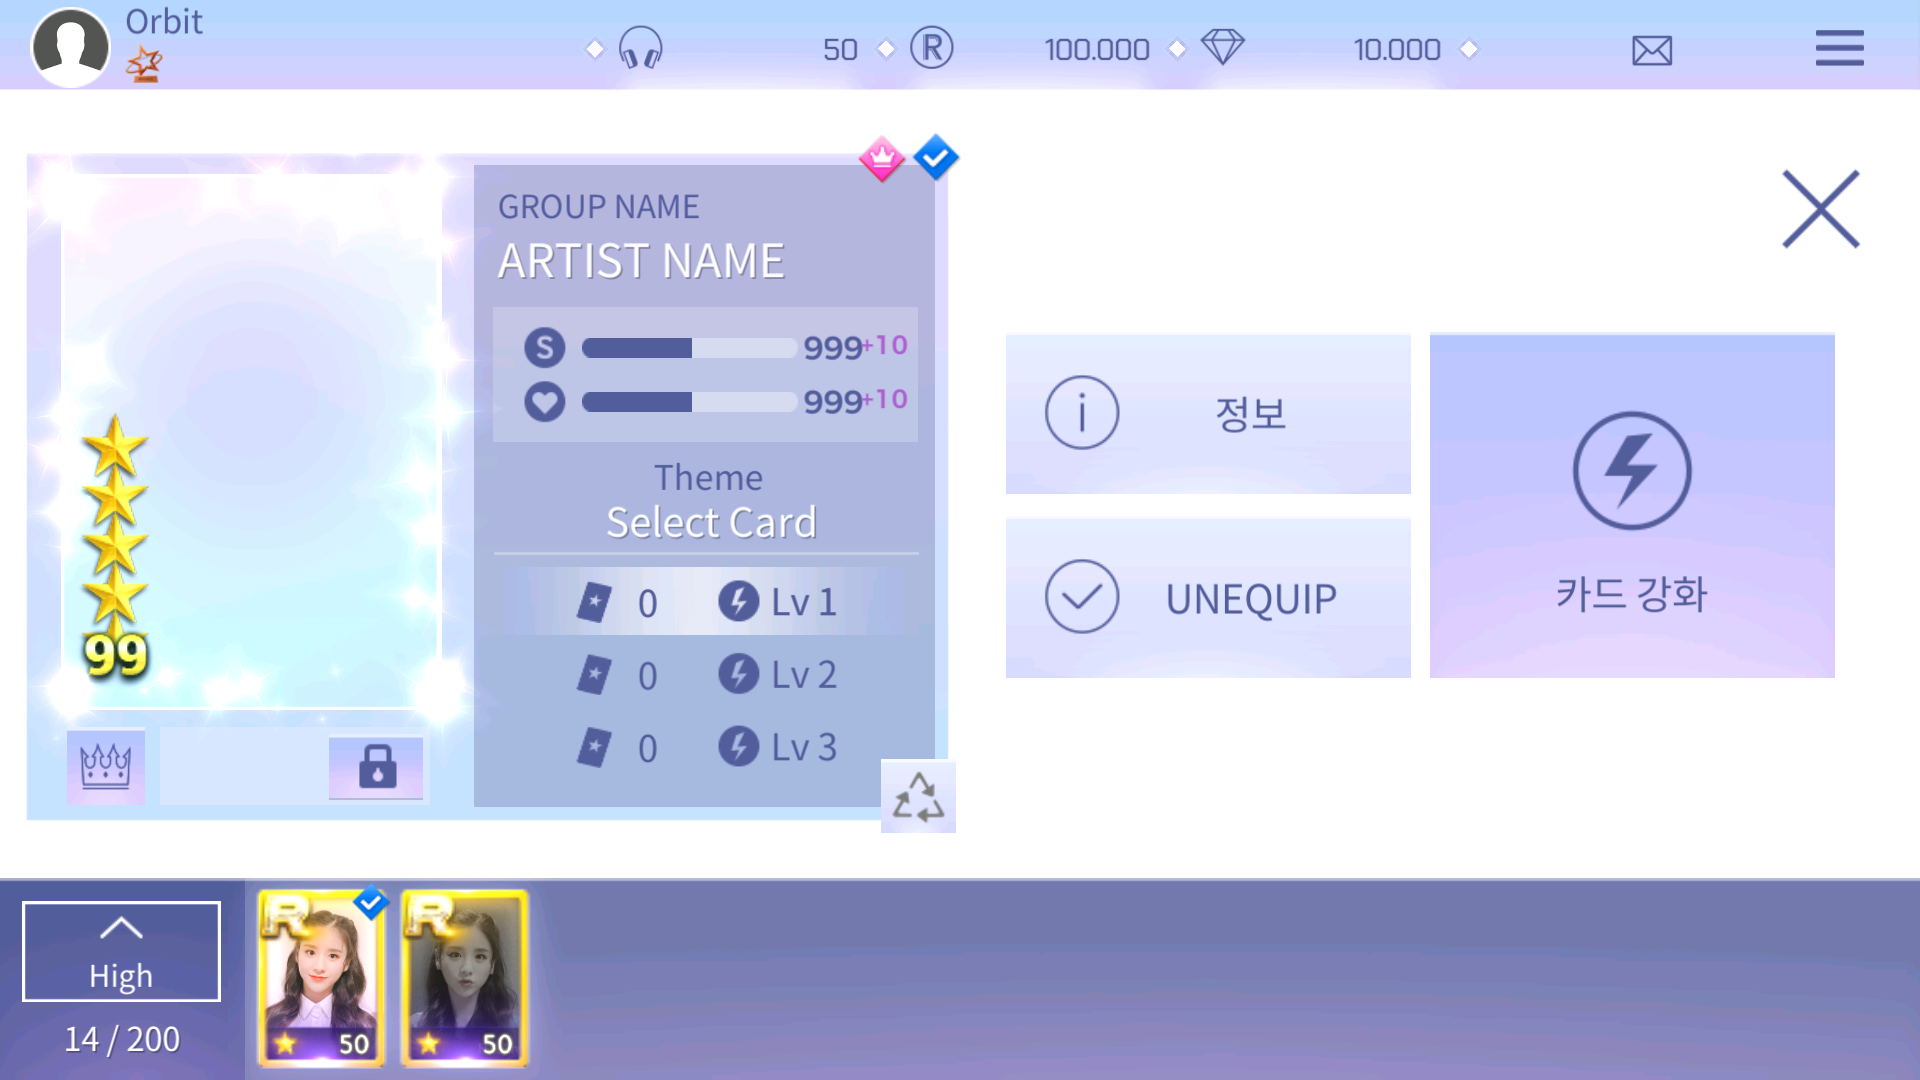 Orbit
50
R
100.000
10.000
GROUP NAME
ARTIST NAME
S
999+10
999+10
Theme
Select Card
0 Lv 1
0 Lv 2
0 Lv 3
99
i 정보
UNEQUIP
카드 강화
High
14 / 200
R
50
R
50